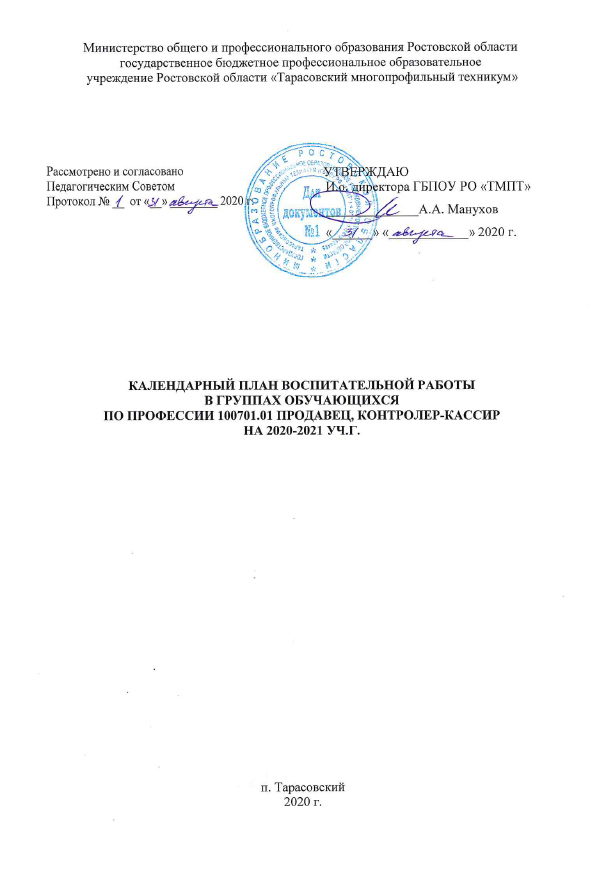 Министерство общего и профессионального образования Ростовской области
государственное бюджетное профессиональное образовательное
учреждение Ростовской области «Тарасовский многопрофильный техникум»
Рассмотрено и согласовано
Педагогическим Советом
Протокол № 1 от «31» августа 2020 г.
УТВЕРЖДАЮ
И.о. директора ГБПОУ РО «ТМПТ»
А.А. Манухов
« 31 » « августа » 2020 г.
Для
документов
№1
КАЛЕНДАРНЫЙ ПЛАН ВОСПИТАТЕЛЬНОЙ РАБОТЫ
В ГРУППАХ ОБУЧАЮЩИХСЯ
ПО ПРОФЕССИИ 100701.01 ПРОДАВЕЦ, КОНТРОЛЕР-КАССИР
НА 2020-2021 УЧ.Г.
п. Тарасовский
2020 г.